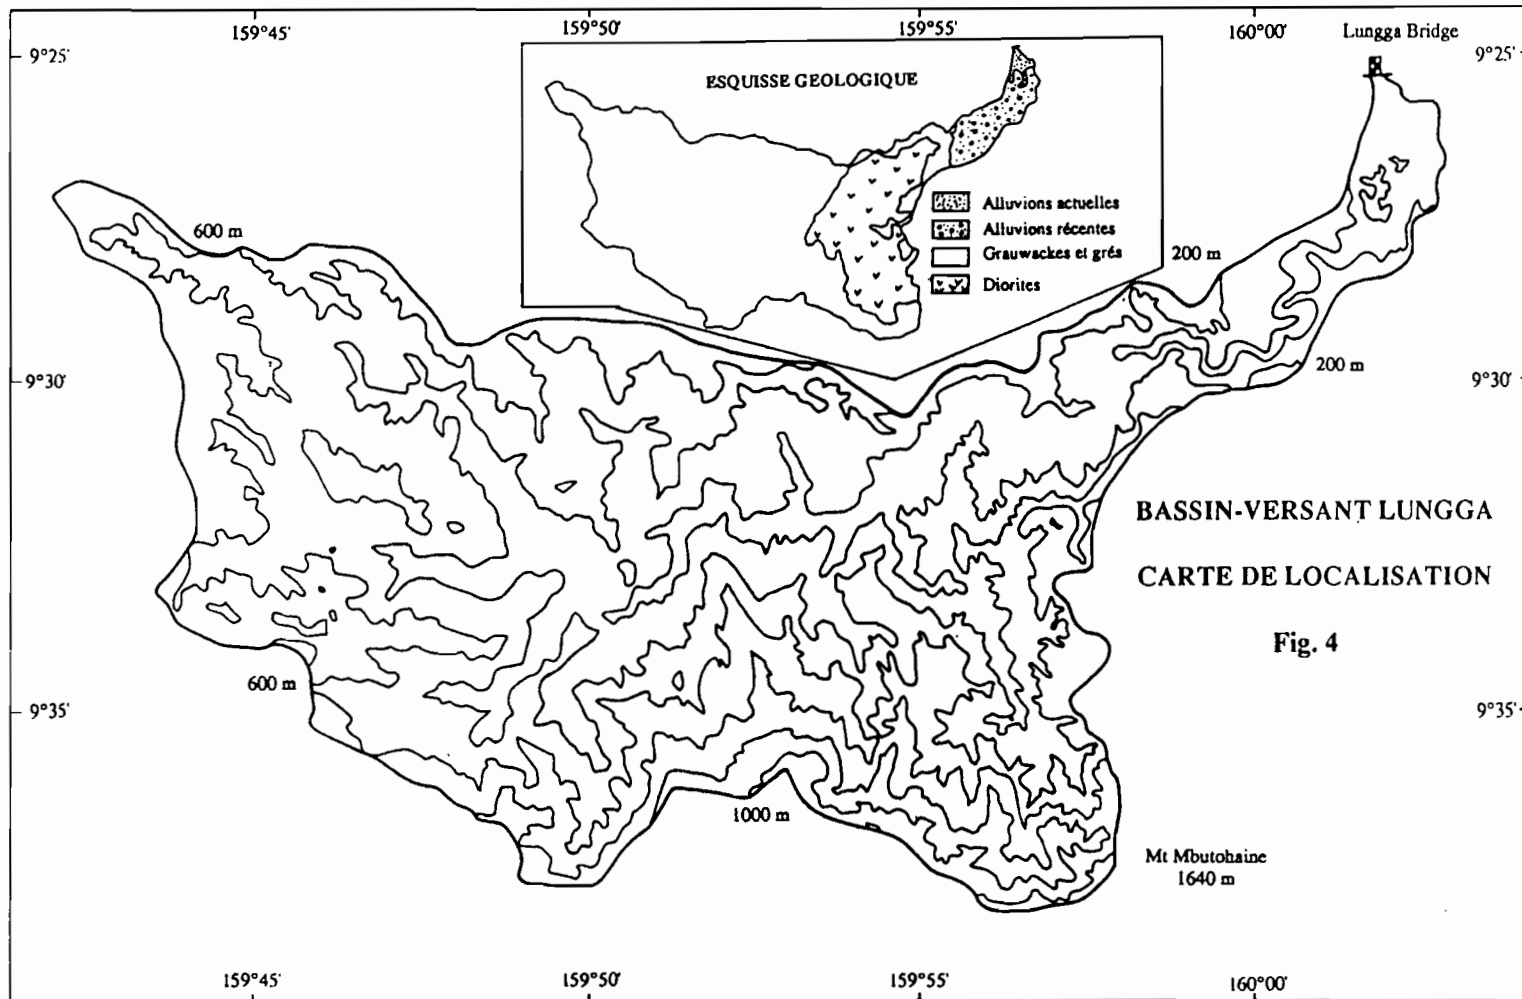 159°45'
159°50'
159°55'
160°00'
Lungga Bridge
9°25'
9°25'
ESQUISSE GEOLOGIQUE
Alluvions actuelles
Alluvions récentes
Grauwackes et grés
Diorites
600 m
200 m
200 m
9°30'
9°30'
BASSIN-VERSANT LUNGGA
CARTE DE LOCALISATION
Fig. 4
600 m
9°35'
9°35'
1000 m
Mt Mbutohaine
1640 m
159°45'
159°50'
159°55'
160°00'